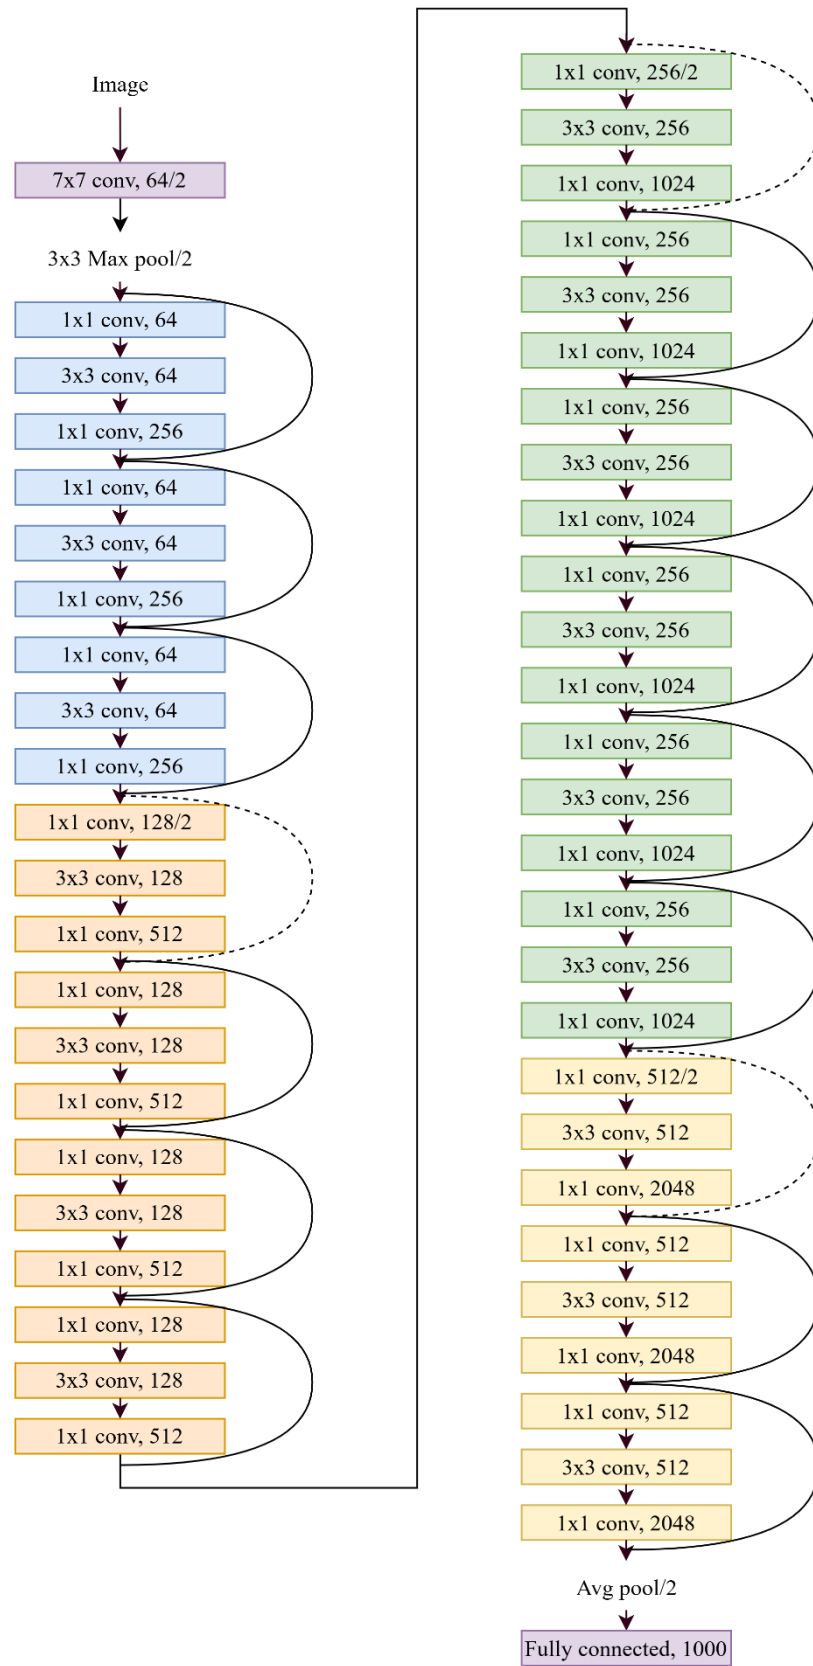 Image
7x7 conv, 64/2
3x3 Max pool/2
1x1 conv, 64
3x3 conv, 64
1x1 conv, 256
1x1 conv, 64
3x3 conv, 64
1x1 conv, 256
1x1 conv, 64
3x3 conv, 64
1x1 conv, 256
1x1 conv, 128/2
3x3 conv, 128
1x1 conv, 512
1x1 conv, 128
3x3 conv, 128
1x1 conv, 512
1x1 conv, 128
3x3 conv, 128
1x1 conv, 512
1x1 conv, 128
3x3 conv, 128
1x1 conv, 512
1x1 conv, 256/2
3x3 conv, 256
1x1 conv, 1024
1x1 conv, 256
3x3 conv, 256
1x1 conv, 1024
1x1 conv, 256
3x3 conv, 256
1x1 conv, 1024
1x1 conv, 256
3x3 conv, 256
1x1 conv, 1024
1x1 conv, 256
3x3 conv, 256
1x1 conv, 1024
1x1 conv, 256
3x3 conv, 256
1x1 conv, 1024
1x1 conv, 512/2
3x3 conv, 512
1x1 conv, 2048
1x1 conv, 512
3x3 conv, 512
1x1 conv, 2048
1x1 conv, 512
3x3 conv, 512
1x1 conv, 2048
Avg pool/2
Fully connected, 1000